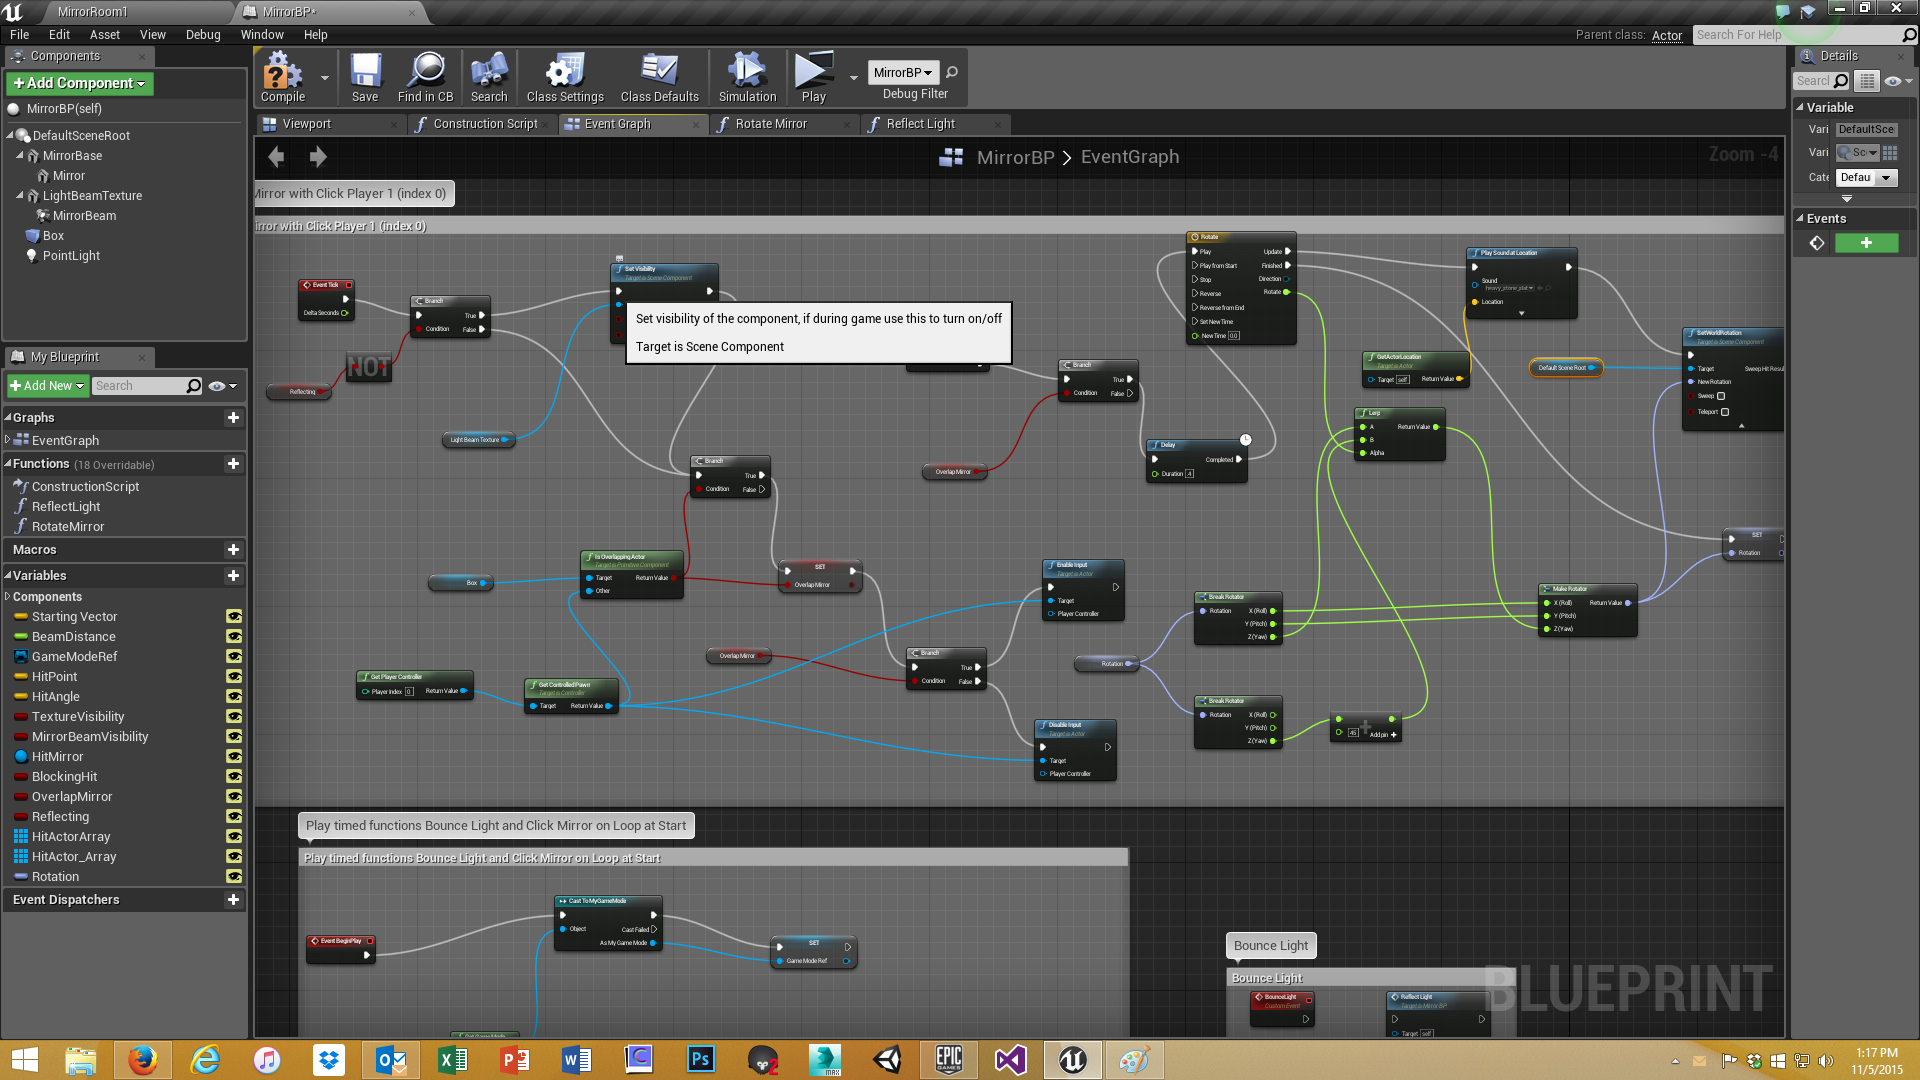 MirrorRoom1
MirrorBP*
File Edit Asset View Debug Window Help
Parent class: Actor
Search For Help
Components
+Add Component
MirrorBP(self)
DefaultSceneRoot
MirrorBase
Mirror
LightBeamTexture
MirrorBeam
Box
PointLight
Compile
Save
Find in CB
Search
Class Settings
Class Defaults
Simulation
Play
MirrorBP
Debug Filter
Viewport
Construction Script
Event Graph
Rotate Mirror
Reflect Light
MirrorBP > EventGraph
Zoom -4
Mirror with Click Player 1 (index 0)
irror with Click Player 1 (index 0)
Event Tick
Delta Seconds
Branch
True
Condition False
NOT
Reflecting
Set Visibility
Target is Scene Component
Set visibility of the component, if during game use this to turn on/off
Target is Scene Component
Light Beam Texture
Branch
True
Condition False
Branch
True
Condition False
Overlap Mirror
Delay
Completed
Duration .4
Rotate
Play Update
Play from Start Finished
Stop Direction
Reverse Rotate
Reverse from End
Set New Time
New Time 0.0
Play Sound at Location
Sound
Location
GetActorLocation
Target self Return Value
Default Scene Root
SetWorldRotation
Target is Scene Component
Target Sweep Hit Resul
New Rotation
Sweep
Teleport
Lerp
A Return Value
B
Alpha
SET
Rotation
Is Overlapping Actor
Target is Primitive Component
Target Return Value
Other
Box
SET
Overlap Mirror
Enable Input
Target is Actor
Target
Player Controller
Overlap Mirror
Branch
True
Condition False
Get Player Controller
Player Index 0 Return Value
Get Controlled Pawn
Target is Controller
Target Return Value
Disable Input
Target is Actor
Target
Player Controller
Rotation
Break Rotator
Rotation X (Roll)
Y (Pitch)
Z (Yaw)
Break Rotator
Rotation X (Roll)
Y (Pitch)
Z (Yaw)
45 Add pin +
Make Rotator
X (Roll) Return Value
Y (Pitch)
Z (Yaw)
Play timed functions Bounce Light and Click Mirror on Loop at Start
Play timed functions Bounce Light and Click Mirror on Loop at Start
Event BeginPlay
Cast To MyGameMode
Object Cast Failed
As My Game Mode
SET
Game Mode Ref
Bounce Light
Bounce Light
BounceLight
Custom Event
Reflect Light
Target is Mirror BP
Target self
BLUEPRINT
My Blueprint
+Add New
Search
Graphs
EventGraph
Functions (18 Overridable)
ConstructionScript
ReflectLight
RotateMirror
Macros
Variables
Components
Starting Vector
BeamDistance
GameModeRef
HitPoint
HitAngle
TextureVisibility
MirrorBeamVisibility
HitMirror
BlockingHit
OverlapMirror
Reflecting
HitActorArray
HitActor_Array
Rotation
Event Dispatchers
Details
Searcl
Variable
Vari DefaultSce
Vari Sc
Cate Defau
Events
EPIC GAMES
1:17 PM
11/5/2015